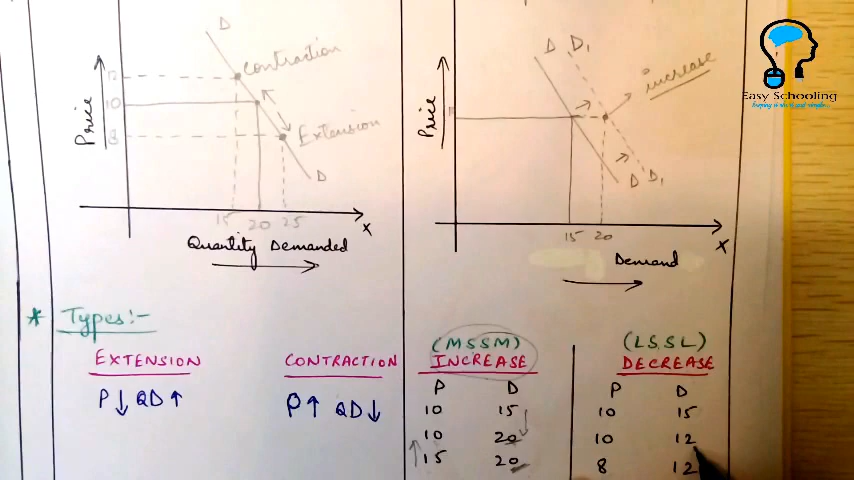 D
Contraction
Extension
D
Price
12
10
8
15 20 25
X
Quantity Demanded
D D1
increase
Price
D D1
15 20
X
Demand
Easy Schooling
* Types:-
EXTENSION
P↓ QD↑
CONTRACTION
P↑ QD↓
(MSSM)
INCREASE
P D
10 15
10 20
15 20
(LSSL)
DECREASE
P D
10 15
10 12
8 12